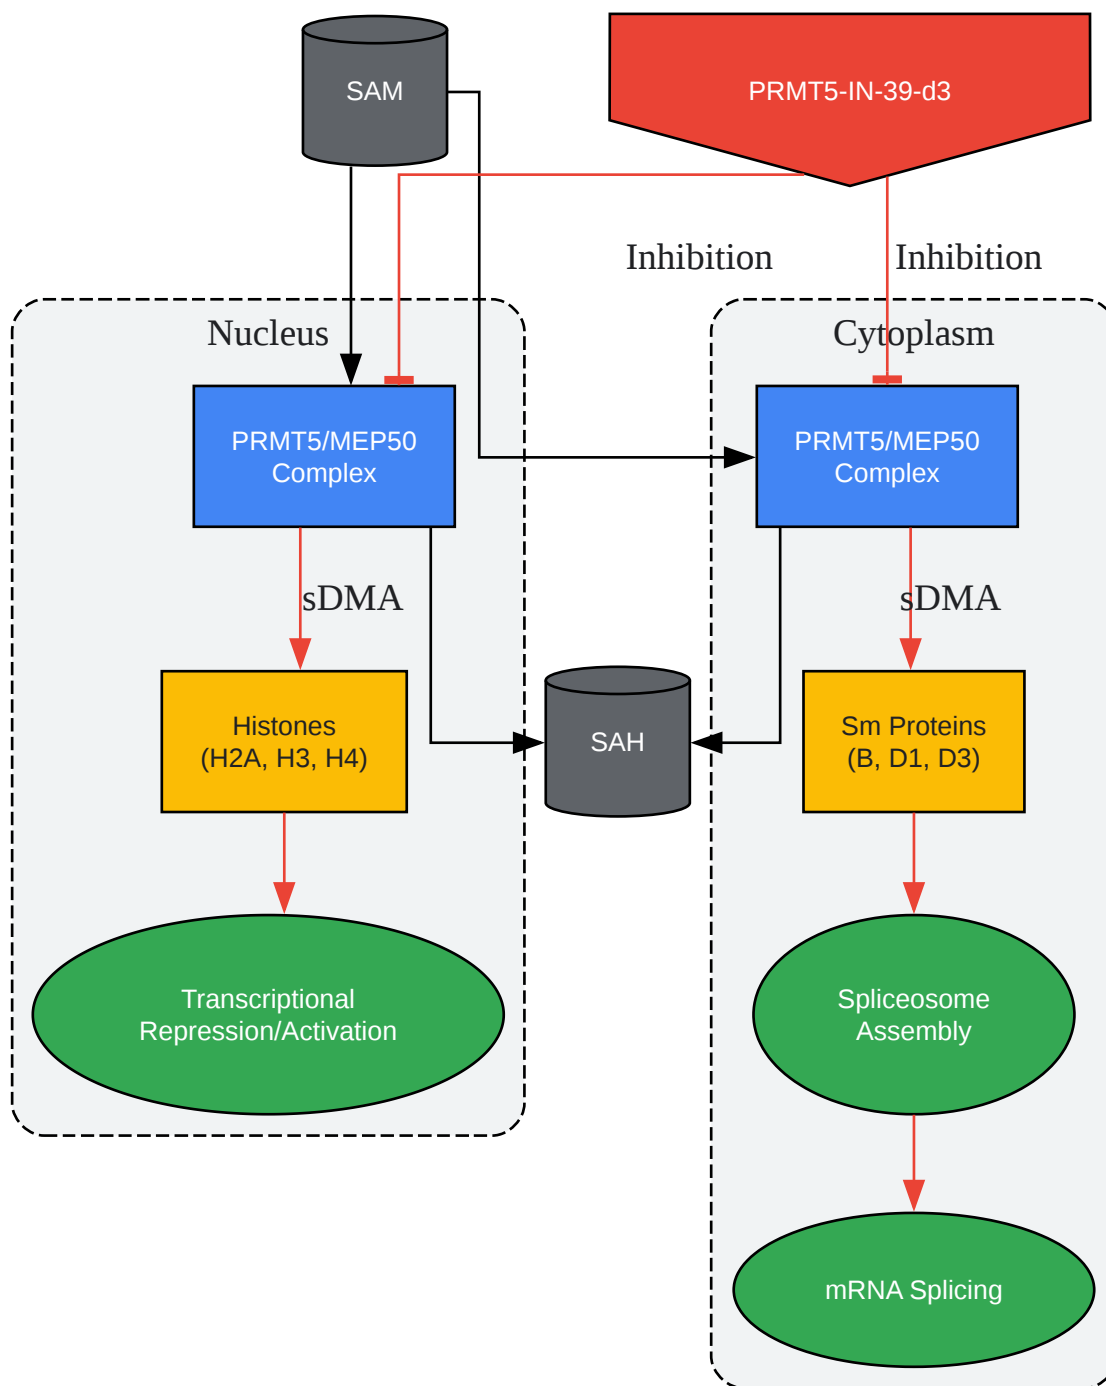 SAM
PRMT5-IN-39-d3
Inhibition
Inhibition
Nucleus
Cytoplasm
PRMT5/MEP50
Complex
PRMT5/MEP50
Complex
sDMA
sDMA
Histones
(H2A, H3, H4)
SAH
Sm Proteins
(B, D1, D3)
Transcriptional
Repression/Activation
Spliceosome
Assembly
mRNA Splicing